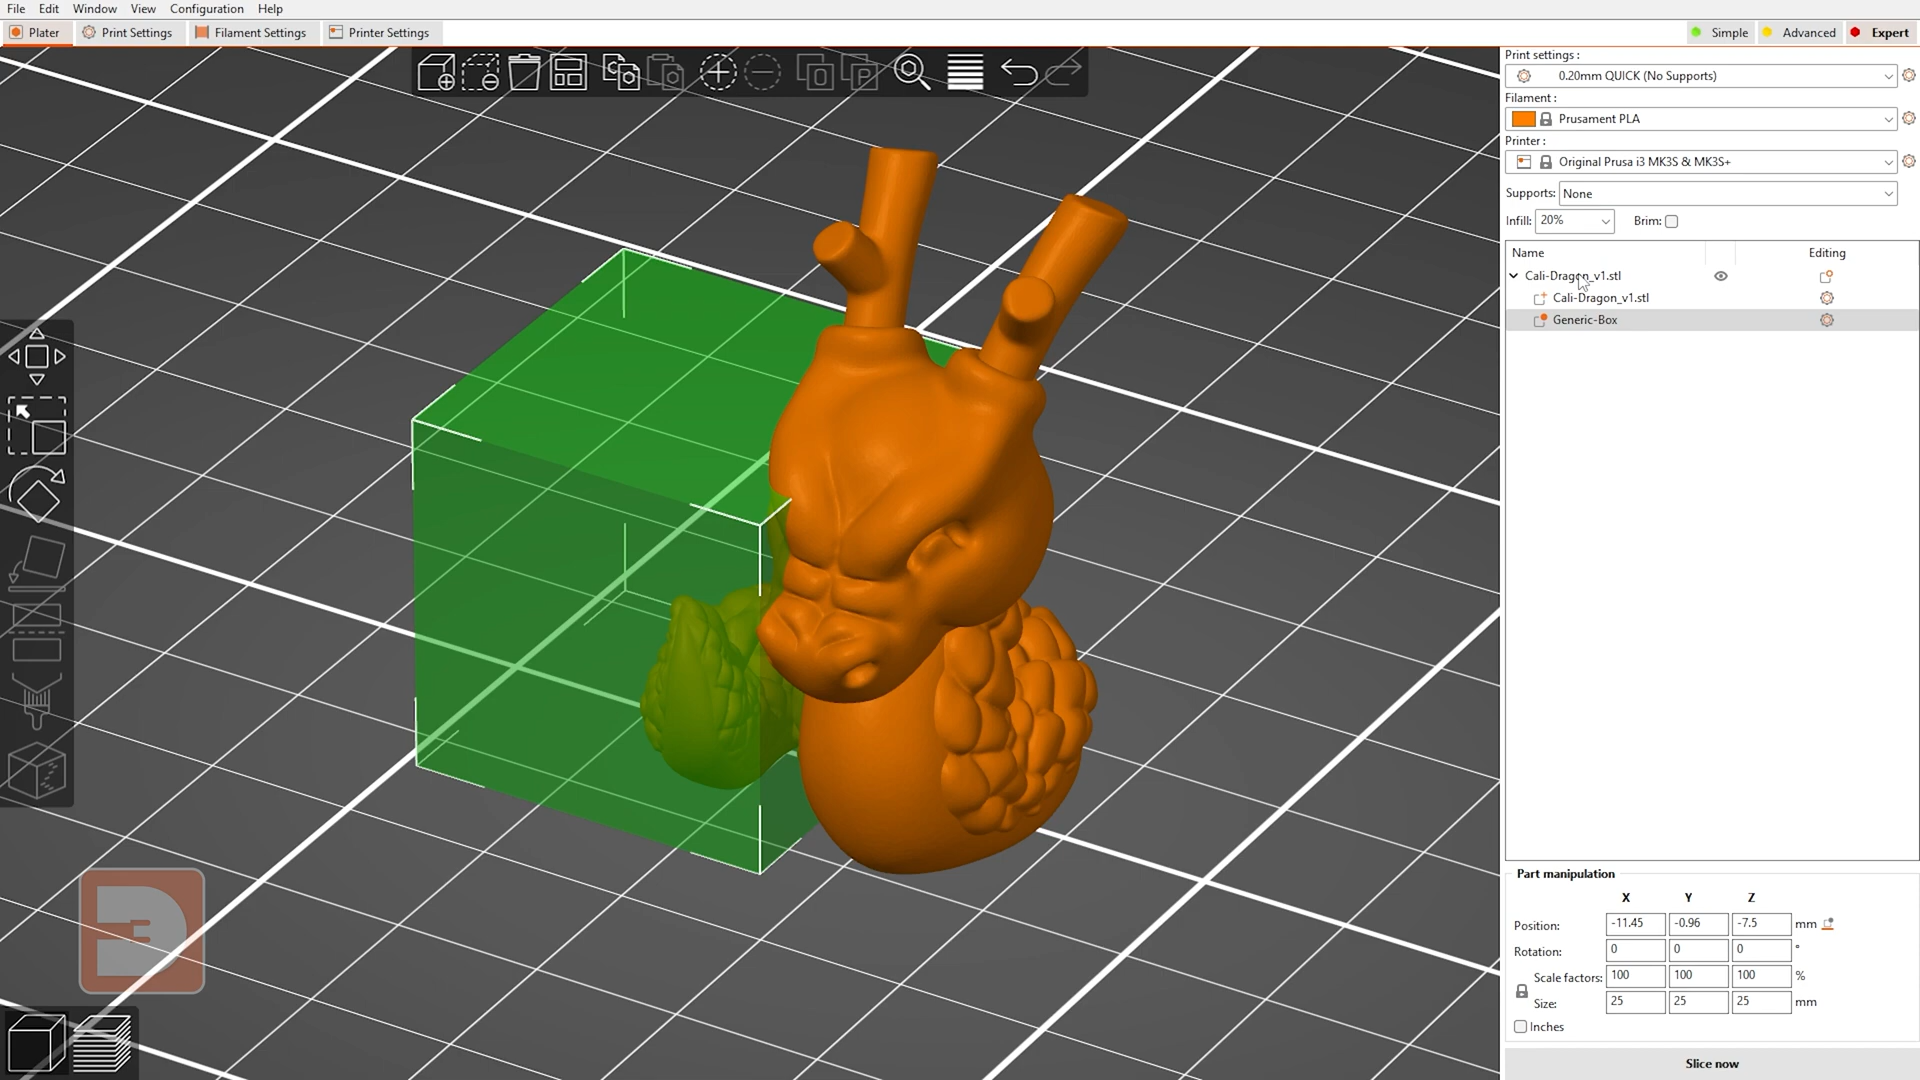 File Edit Window View Configuration Help
Plater Print Settings Filament Settings Printer Settings Simple Advanced Expert
Print settings :
0.20mm QUICK (No Supports)
Filament :
Prusament PLA
Printer :
Original Prusa i3 MK3S & MK3S+
Supports: None
Infill: 20% Brim:
Name Editing
Cali-Dragon_v1.stl
Cali-Dragon_v1.stl
Generic-Box
Part manipulation
X Y Z
Position: -11.45 -0.96 -7.5 mm
Rotation: 0 0 0 °
Scale factors: 100 100 100 %
Size: 25 25 25 mm
Inches
D3
Slice now